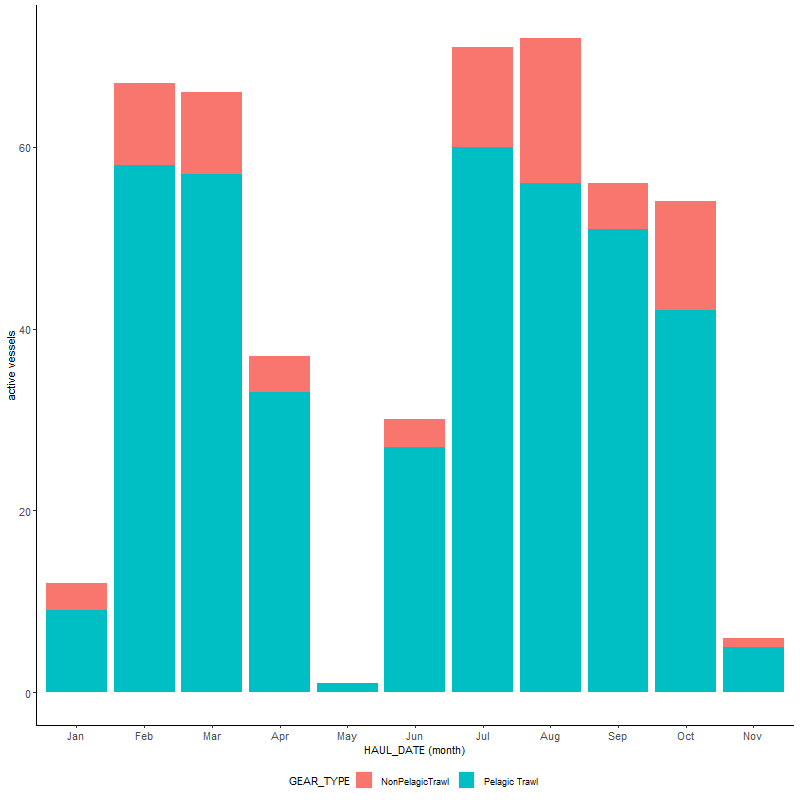 60
40
20
0
active vessels
Jan Feb Mar Apr May Jun Jul Aug Sep Oct Nov
HAUL_DATE (month)
GEAR_TYPE NonPelagicTrawl Pelagic Trawl